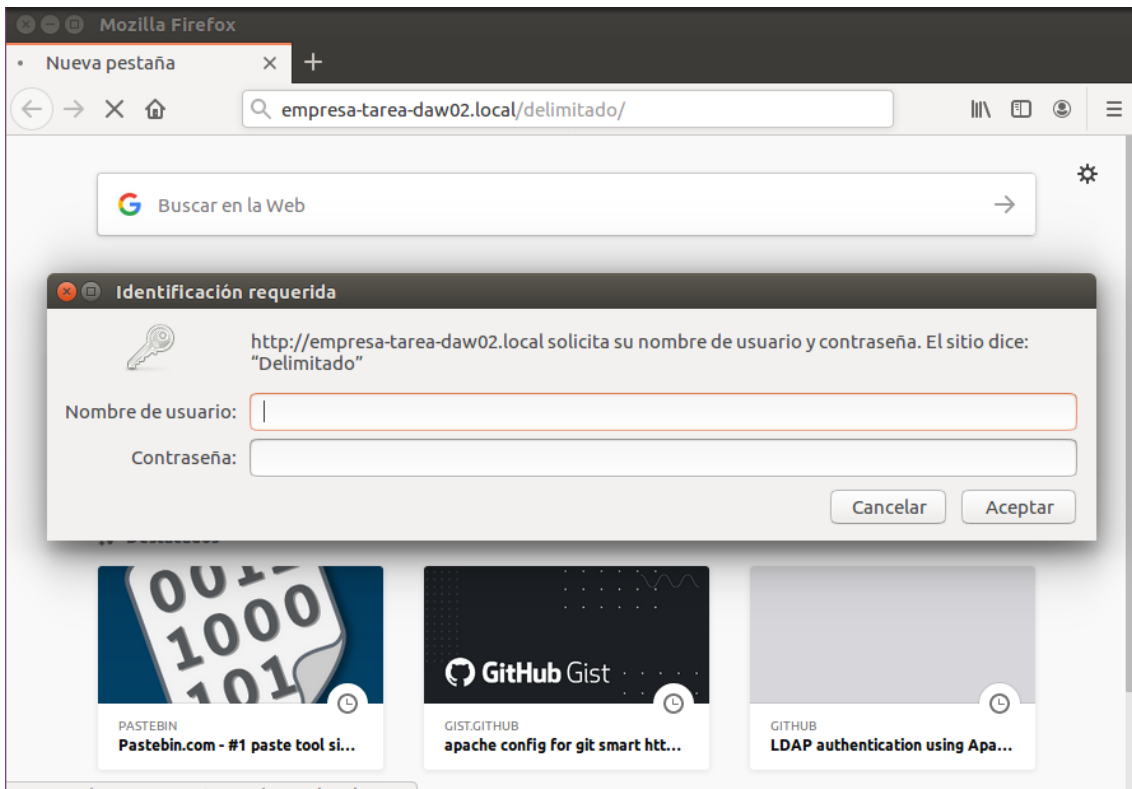 Mozilla Firefox
Nueva pestaña
empresa-tarea-daw02.local/delimitado/
Buscar en la Web
Identificación requerida
http://empresa-tarea-daw02.local solicita su nombre de usuario y contraseña. El sitio dice:
“Delimitado”
Nombre de usuario:
Contraseña:
Cancelar
Aceptar
Destacados
001
1000
101
GitHub Gist
PASTEBIN
Pastebin.com - #1 paste tool si...
GIST.GITHUB
apache config for git smart htt...
GITHUB
LDAP authentication using Apa...